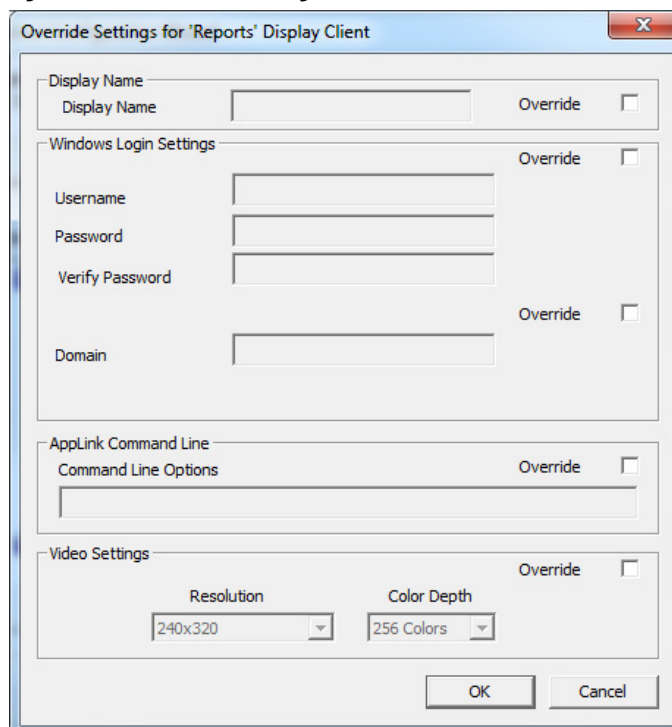 Override Settings for 'Reports' Display Client
Display Name
Display Name Override
Windows Login Settings
Override
Username
Password
Verify Password
Override
Domain
AppLink Command Line
Command Line Options Override
Video Settings
Override
Resolution Color Depth
240x320 256 Colors
OK Cancel